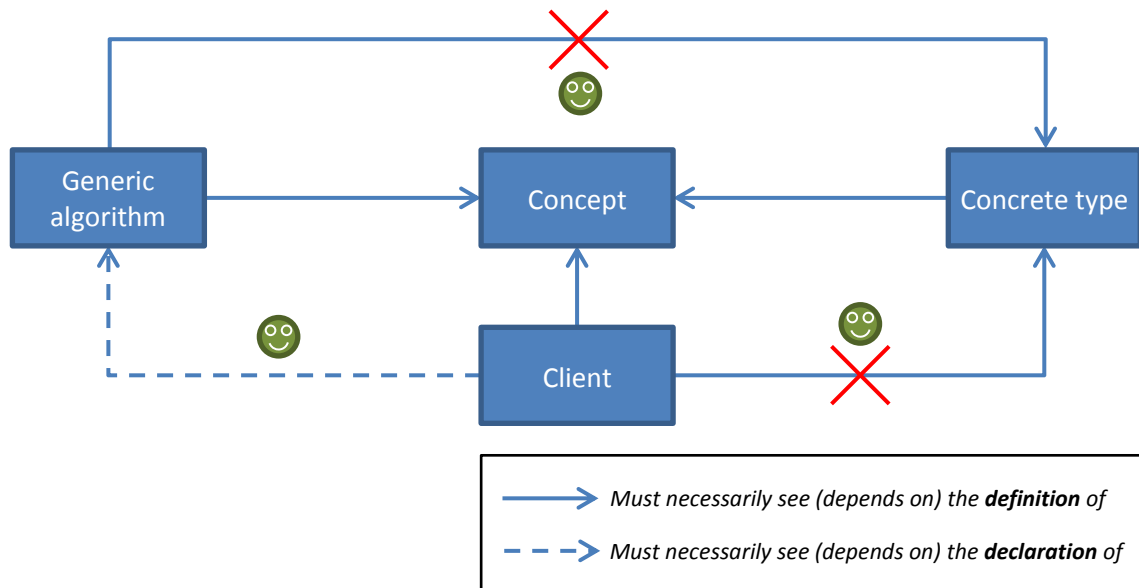 Generic
algorithm
Concept
Concrete type
Client
Must necessarily see (depends on) the definition of
Must necessarily see (depends on) the declaration of